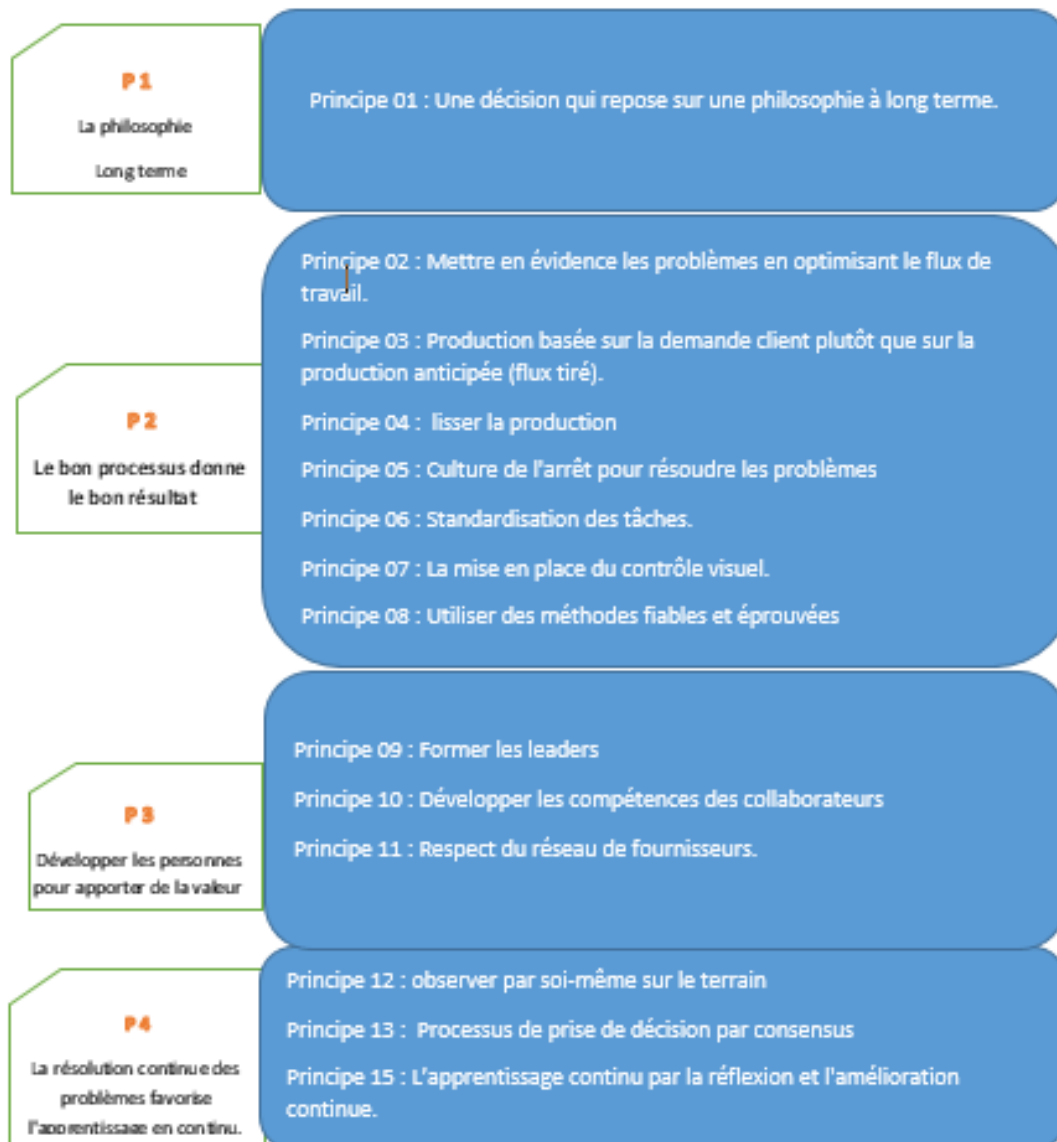 P1
La philosophie
Long terme
Principe 01 : Une décision qui repose sur une philosophie à long terme.
P2
Le bon processus donne
le bon résultat
Principe 02 : Mettre en évidence les problèmes en optimisant le flux de
travail.
Principe 03 : Production basée sur la demande client plutôt que sur la
production anticipée (flux tiré).
Principe 04 : lisser la production
Principe 05 : Culture de l'arrêt pour résoudre les problèmes
Principe 06 : Standardisation des tâches.
Principe 07 : La mise en place du contrôle visuel.
Principe 08 : Utiliser des méthodes fiables et éprouvées
P3
Développer les personnes
pour apporter de la valeur
Principe 09 : Former les leaders
Principe 10 : Développer les compétences des collaborateurs
Principe 11 : Respect du réseau de fournisseurs.
P4
La résolution continue des
problèmes favorise
l'apprentissage en continu.
Principe 12 : observer par soi-même sur le terrain
Principe 13 : Processus de prise de décision par consensus
Principe 15 : L'apprentissage continu par la réflexion et l'amélioration
continue.